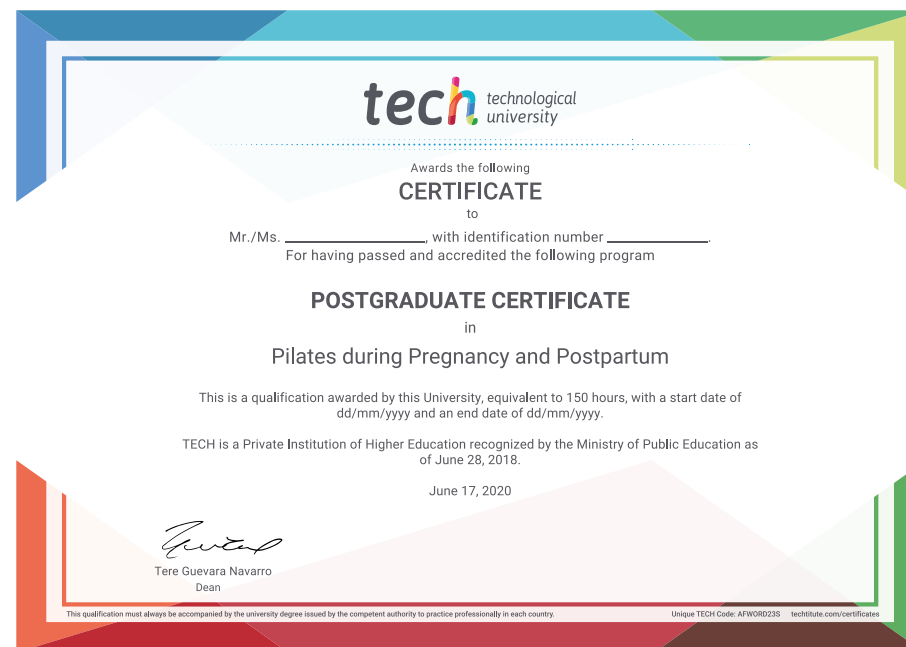 tech technological
university
Awards the following
CERTIFICATE
to
Mr./Ms. ____________, with identification number _________.
For having passed and accredited the following program
POSTGRADUATE CERTIFICATE
in
Pilates during Pregnancy and Postpartum
This is a qualification awarded by this University, equivalent to 150 hours, with a start date of
dd/mm/yyyy and an end date of dd/mm/yyyy.
TECH is a Private Institution of Higher Education recognized by the Ministry of Public Education as
of June 28, 2018.
June 17, 2020
Tere Guevara Navarro
Dean
This qualification must always be accompanied by the university degree issued by the competent authority to practice professionally in each country.
Unique TECH Code: AFWORD23S techtitute.com/certificates